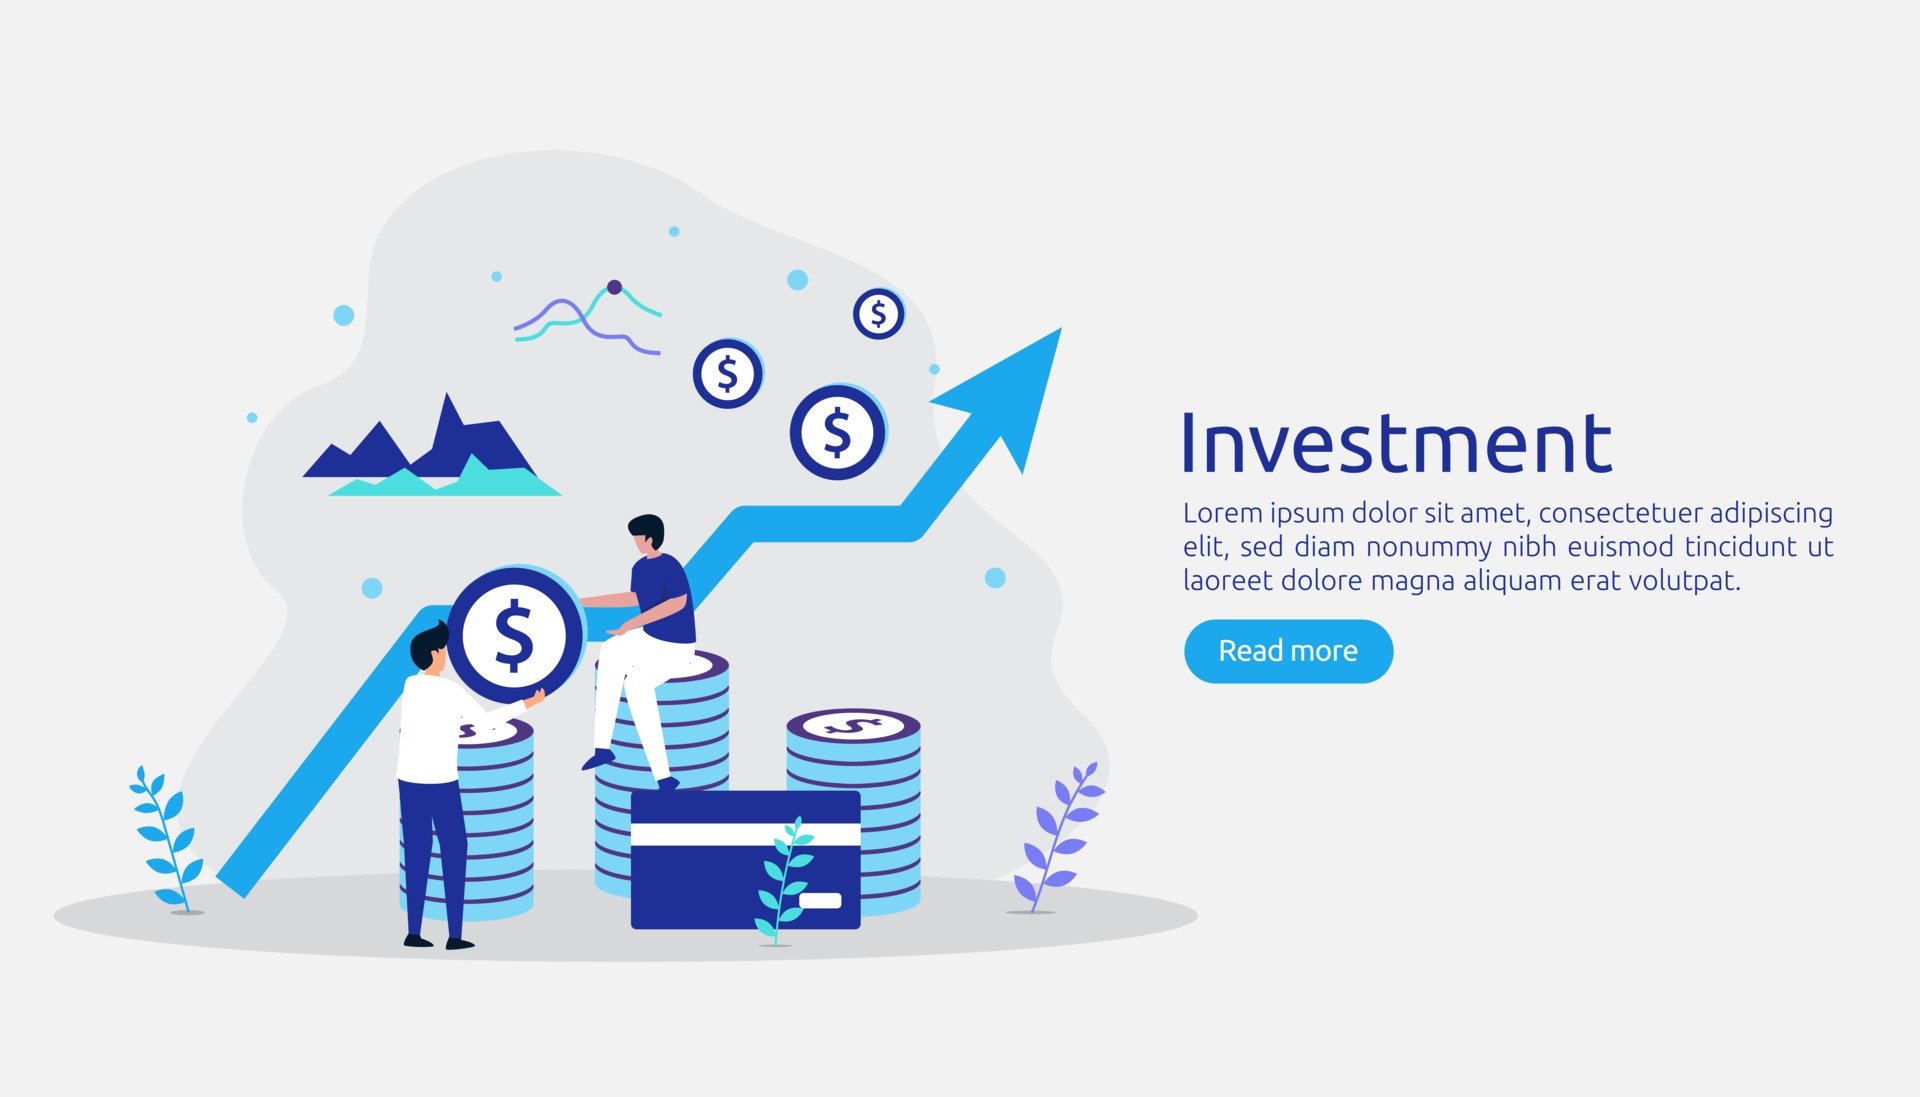 $
$
$
$
Investment
Lorem ipsum dolor sit amet, consectetuer adipiscing
elit, sed diam nonummy nibh euismod tincidunt ut
laoreet dolore magna aliquam erat volutpat.
Read more
$
$